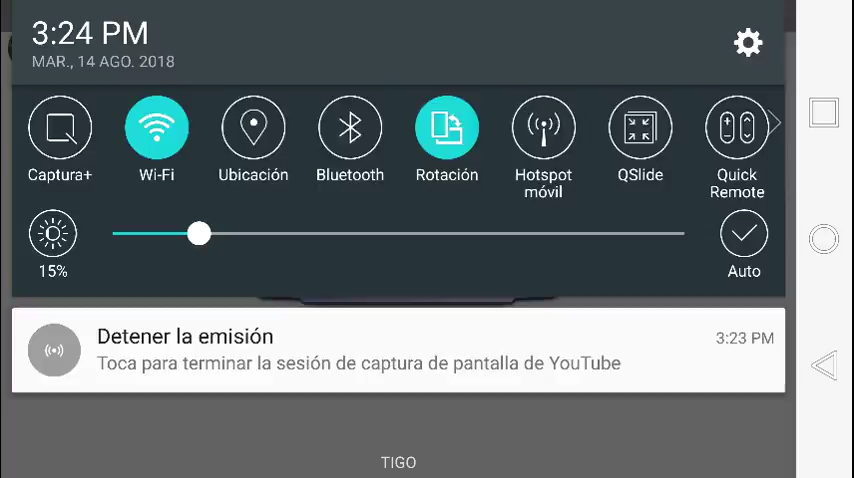 3:24 PM
MAR., 14 AGO. 2018
Captura+
Wi-Fi
Ubicación
Bluetooth
Rotación
Hotspot
móvil
QSlide
Quick
Remote
15%
Auto
Detener la emisión
3:23 PM
Toca para terminar la sesión de captura de pantalla de YouTube
TIGO